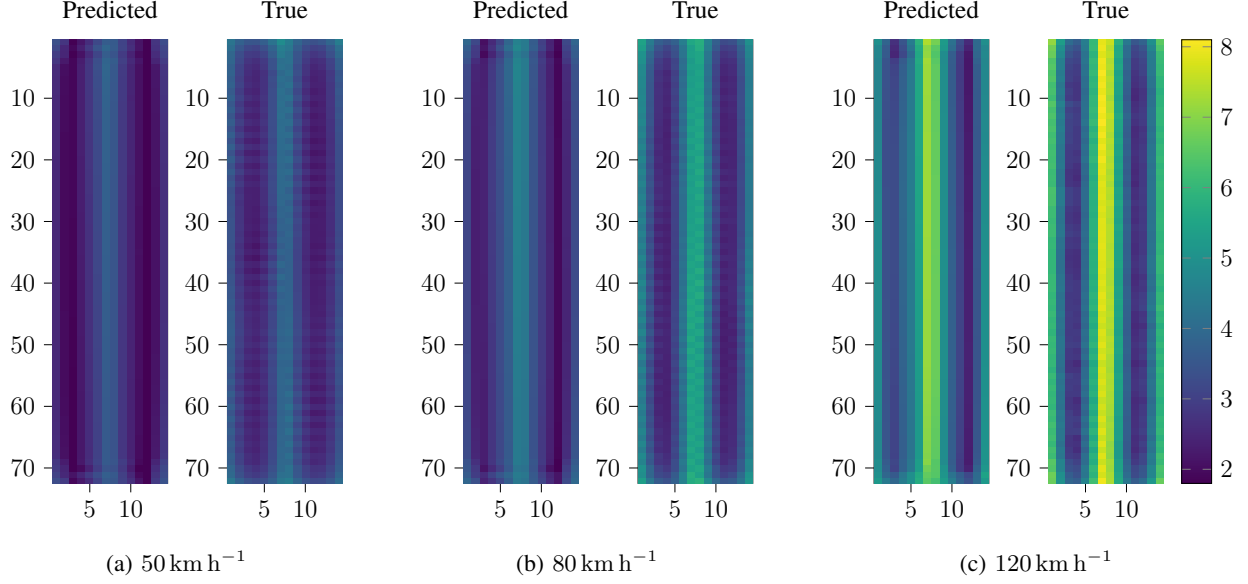 Predicted True Predicted True Predicted True
8
10 10 10 10 10 10
7
20 20 20 20 20 20
6
30 30 30 30 30 30
5
40 40 40 40 40 40
4
50 50 50 50 50 50
3
60 60 60 60 60 60
2
70 70 70 70 70 70
5 10 5 10 5 10 5 10 5 10 5 10
(a) 50 km h⁻¹ (b) 80 km h⁻¹ (c) 120 km h⁻¹